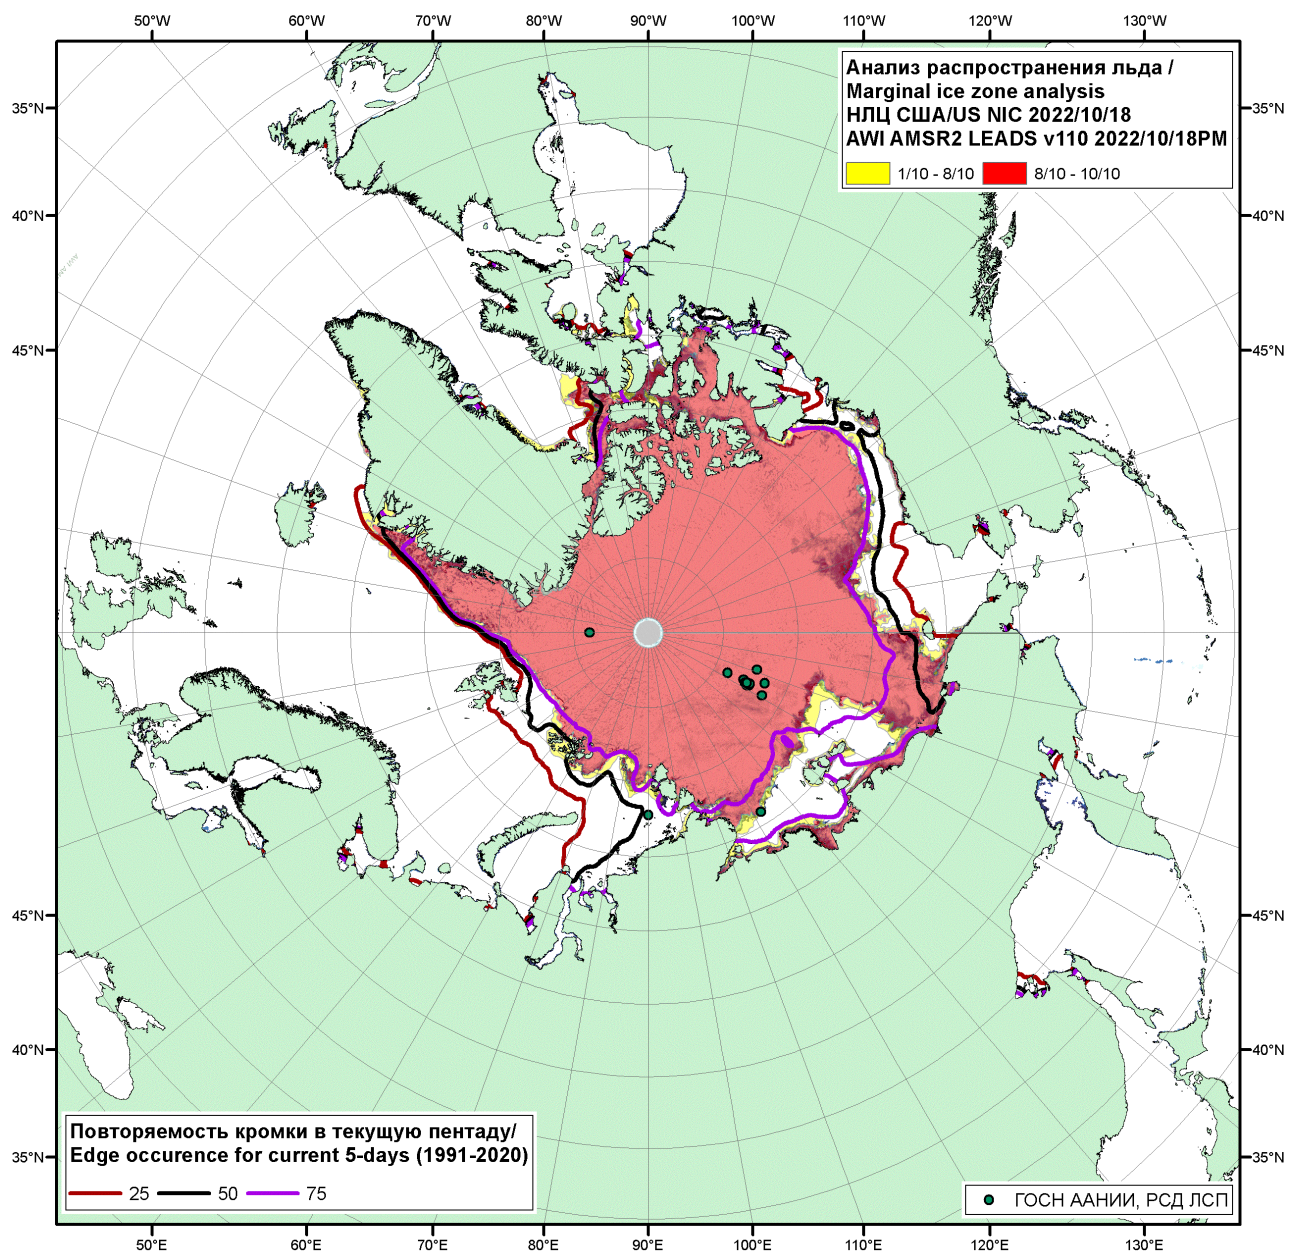 50°W 60°W 70°W 80°W 90°W 100°W 110°W 120°W 130°W
Анализ распространения льда /
Marginal ice zone analysis
НЛЦ США/US NIC 2022/10/18
AWI AMSR2 LEADS v110 2022/10/18PM
1/10 - 8/10 8/10 - 10/10
35°N 35°N
40°N 40°N
45°N 45°N
45°N 45°N
40°N 40°N
35°N 35°N
Повторяемость кромки в текущую пентаду/
Edge occurence for current 5-days (1991-2020)
25 50 75
ГОСН ААНИИ, РСД ЛСП
50°E 60°E 70°E 80°E 90°E 100°E 110°E 120°E 130°E